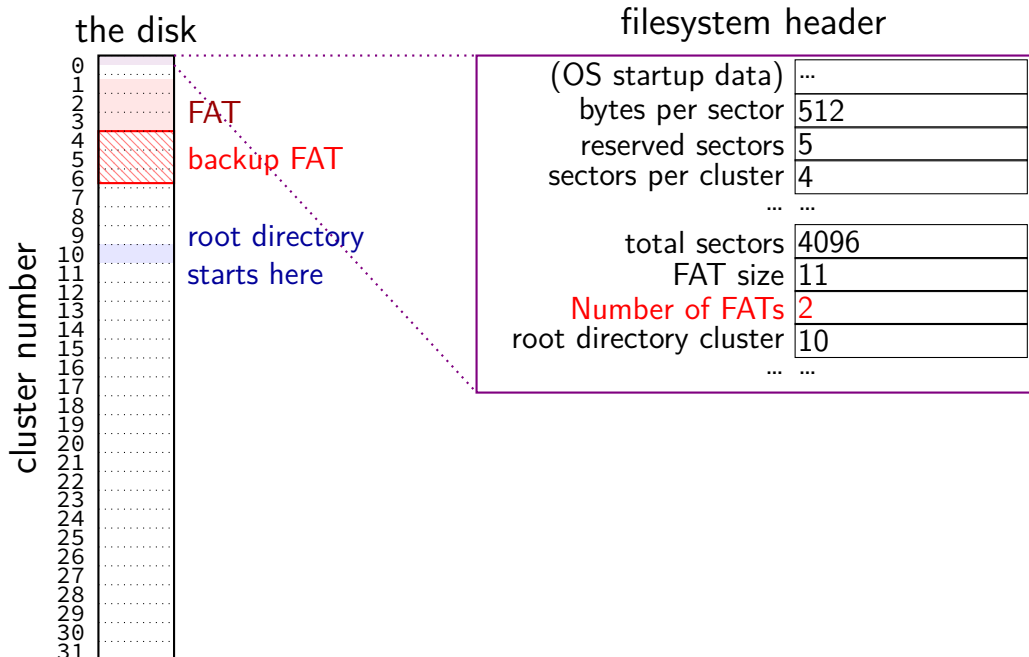 the disk
0
1
2
3
4
5
6
7
8
9
10
11
12
13
14
15
16
17
18
19
20
21
22
23
24
25
26
27
28
29
30
31
cluster number
FAT
backup FAT
root directory
starts here
filesystem header
(OS startup data) ...
bytes per sector 512
reserved sectors 5
sectors per cluster 4
... ...
total sectors 4096
FAT size 11
Number of FATs 2
root directory cluster 10
... ...